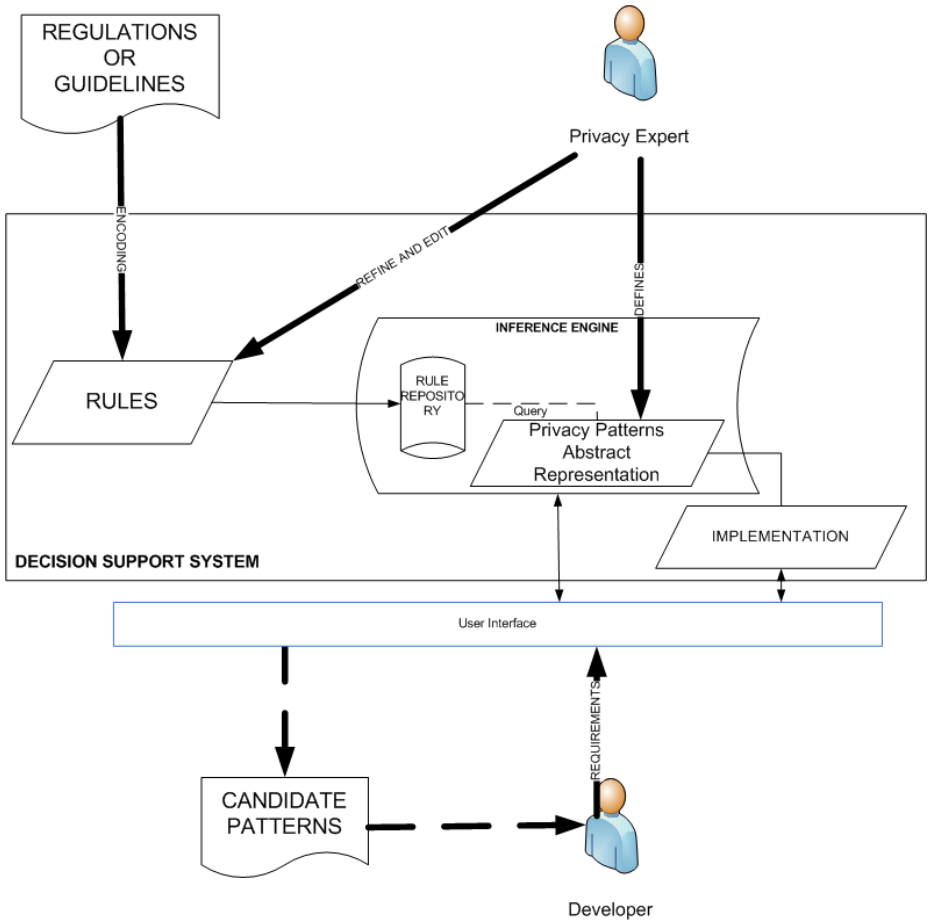 REGULATIONS
OR
GUIDELINES
Privacy Expert
ENCODING
REFINE AND EDIT
DEFINES
INFERENCE ENGINE
RULES
RULE
REPOSITO
RY
Query
Privacy Patterns
Abstract
Representation
IMPLEMENTATION
DECISION SUPPORT SYSTEM
User Interface
REQUIREMENTS
CANDIDATE
PATTERNS
Developer